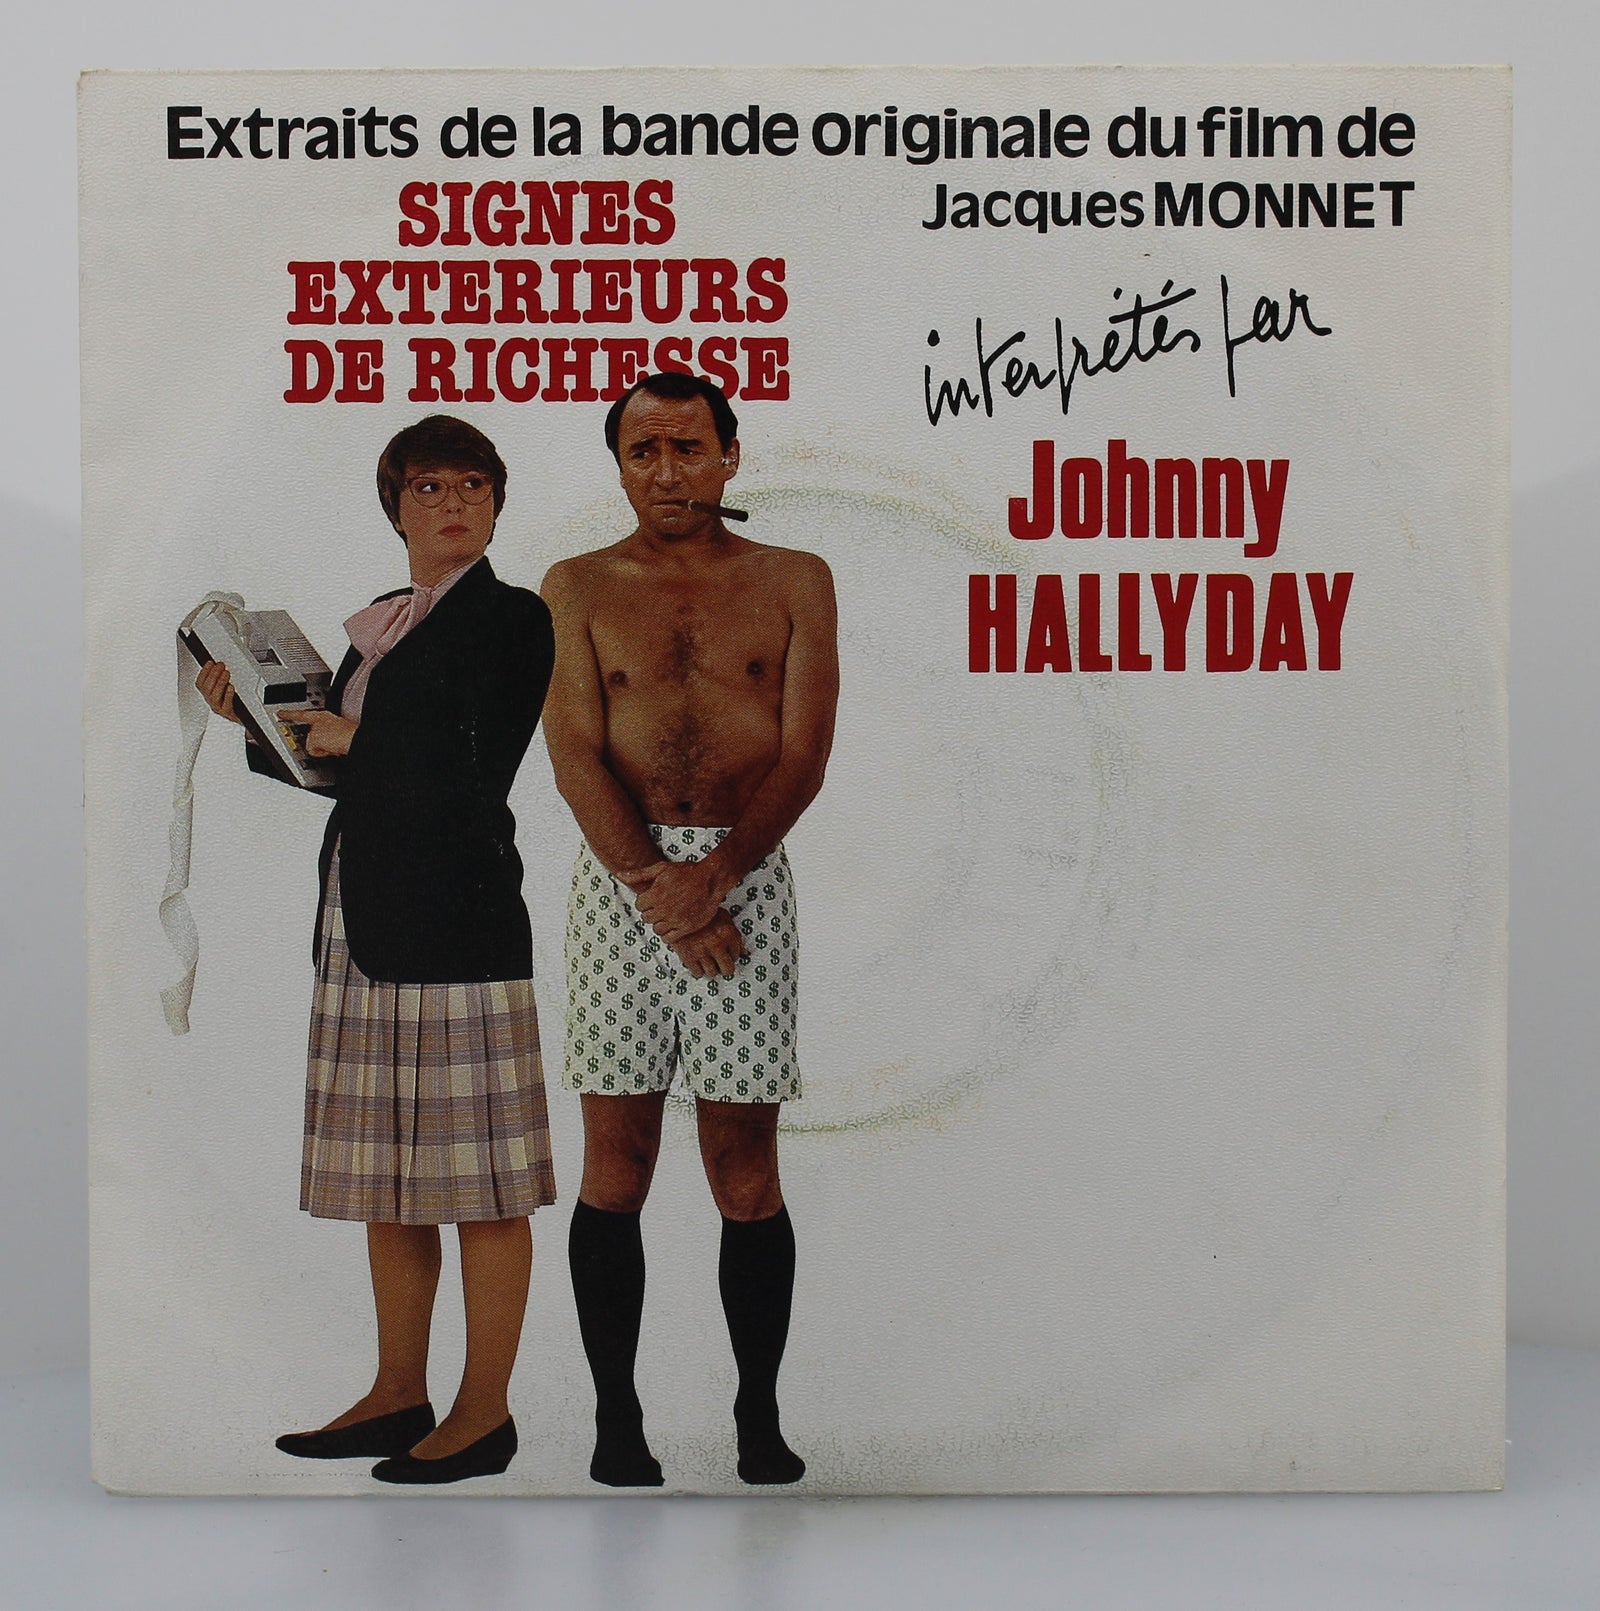 Extraits de la bande originale du film de
Jacques MONNET
SIGNES
EXTERIEURS
DE RICHESSE
interprétés par
Johnny
HALLYDAY